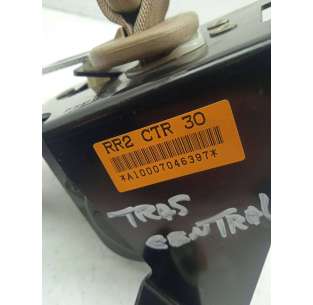 RR2 CTR 30
*A10007046397*
TRAS
CENTRAL